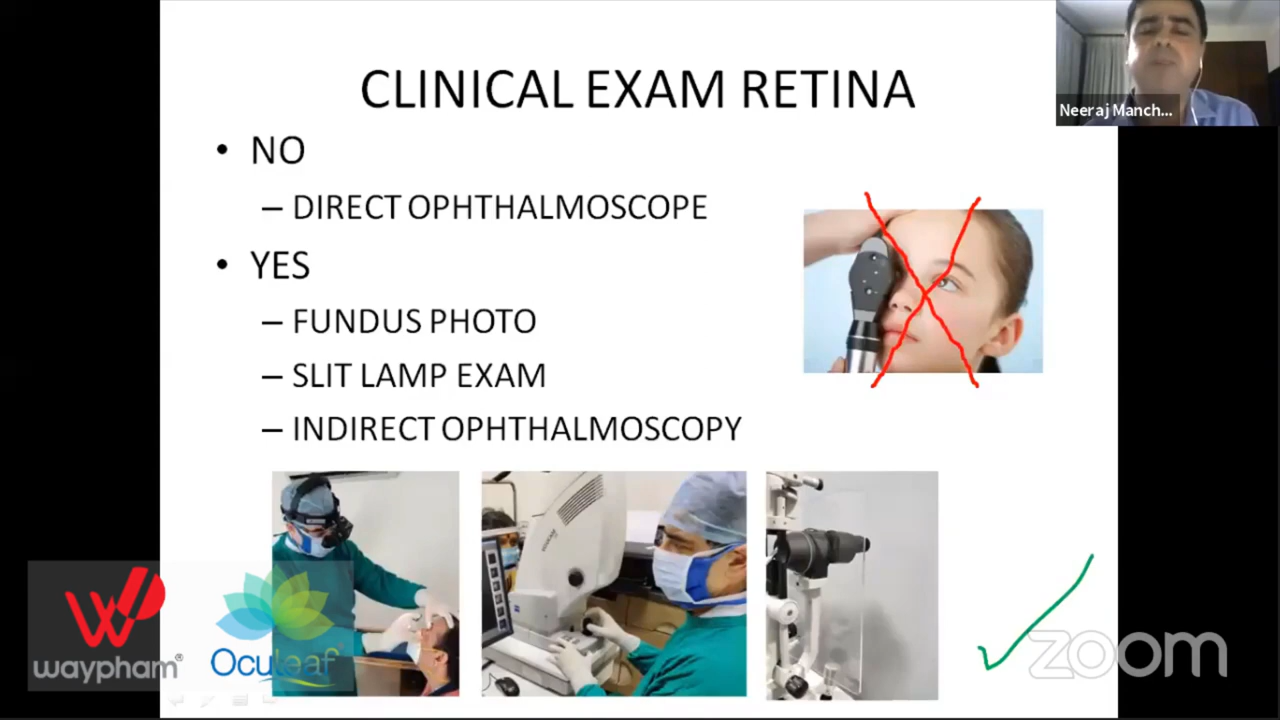 CLINICAL EXAM RETINA
Neeraj Manch...
• NO
– DIRECT OPHTHALMOSCOPE
• YES
– FUNDUS PHOTO
– SLIT LAMP EXAM
– INDIRECT OPHTHALMOSCOPY
waypham®
Oculeaf
zoom